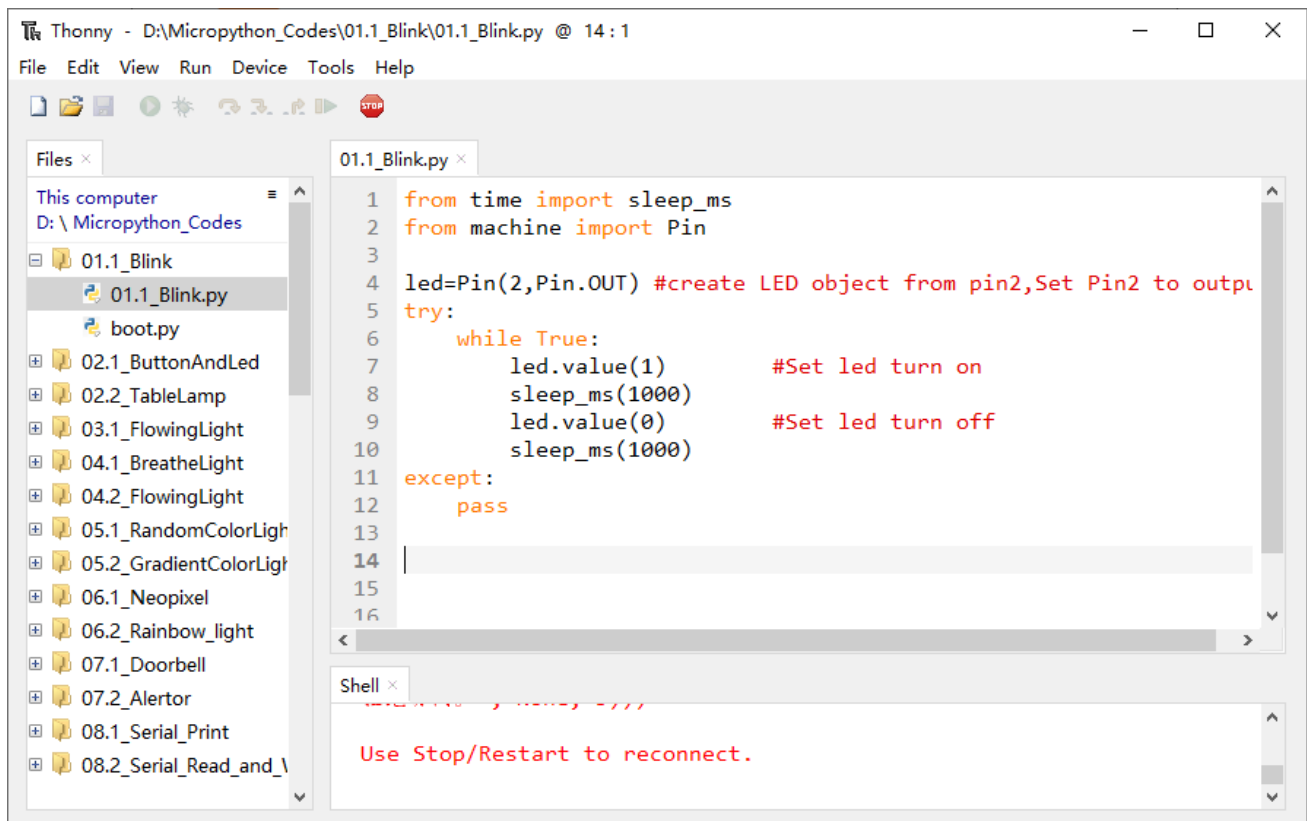 Thonny - D:\Micropython_Codes\01.1_Blink\01.1_Blink.py @ 14 : 1
File Edit View Run Device Tools Help
STOP
Files
This computer
D: \ Micropython_Codes
01.1_Blink
01.1_Blink.py
boot.py
02.1_ButtonAndLed
02.2_TableLamp
03.1_FlowingLight
04.1_BreatheLight
04.2_FlowingLight
05.1_RandomColorLigh
05.2_GradientColorLigh
06.1_Neopixel
06.2_Rainbow_light
07.1_Doorbell
07.2_Alertor
08.1_Serial_Print
08.2_Serial_Read_and_
01.1_Blink.py
1 from time import sleep_ms
2 from machine import Pin
3
4 led=Pin(2,Pin.OUT) #create LED object from pin2,Set Pin2 to outpu
5 try:
6     while True:
7         led.value(1)        #Set led turn on
8         sleep_ms(1000)
9         led.value(0)        #Set led turn off
10         sleep_ms(1000)
11 except:
12     pass
13
14
15
16
Shell
Use Stop/Restart to reconnect.